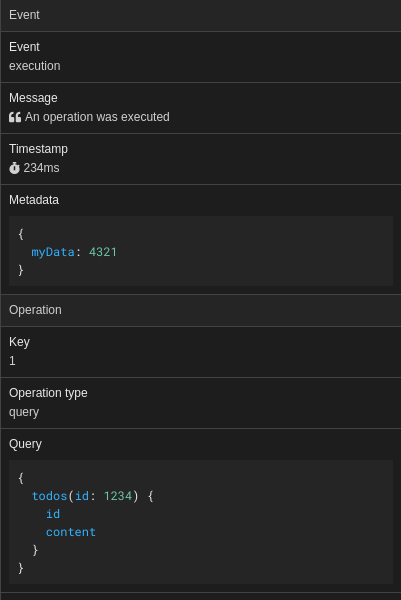 Event
Event
execution
Message
An operation was executed
Timestamp
234ms
Metadata
{
  myData: 4321
}
Operation
Key
1
Operation type
query
Query
{
  todos(id: 1234) {
    id
    content
  }
}